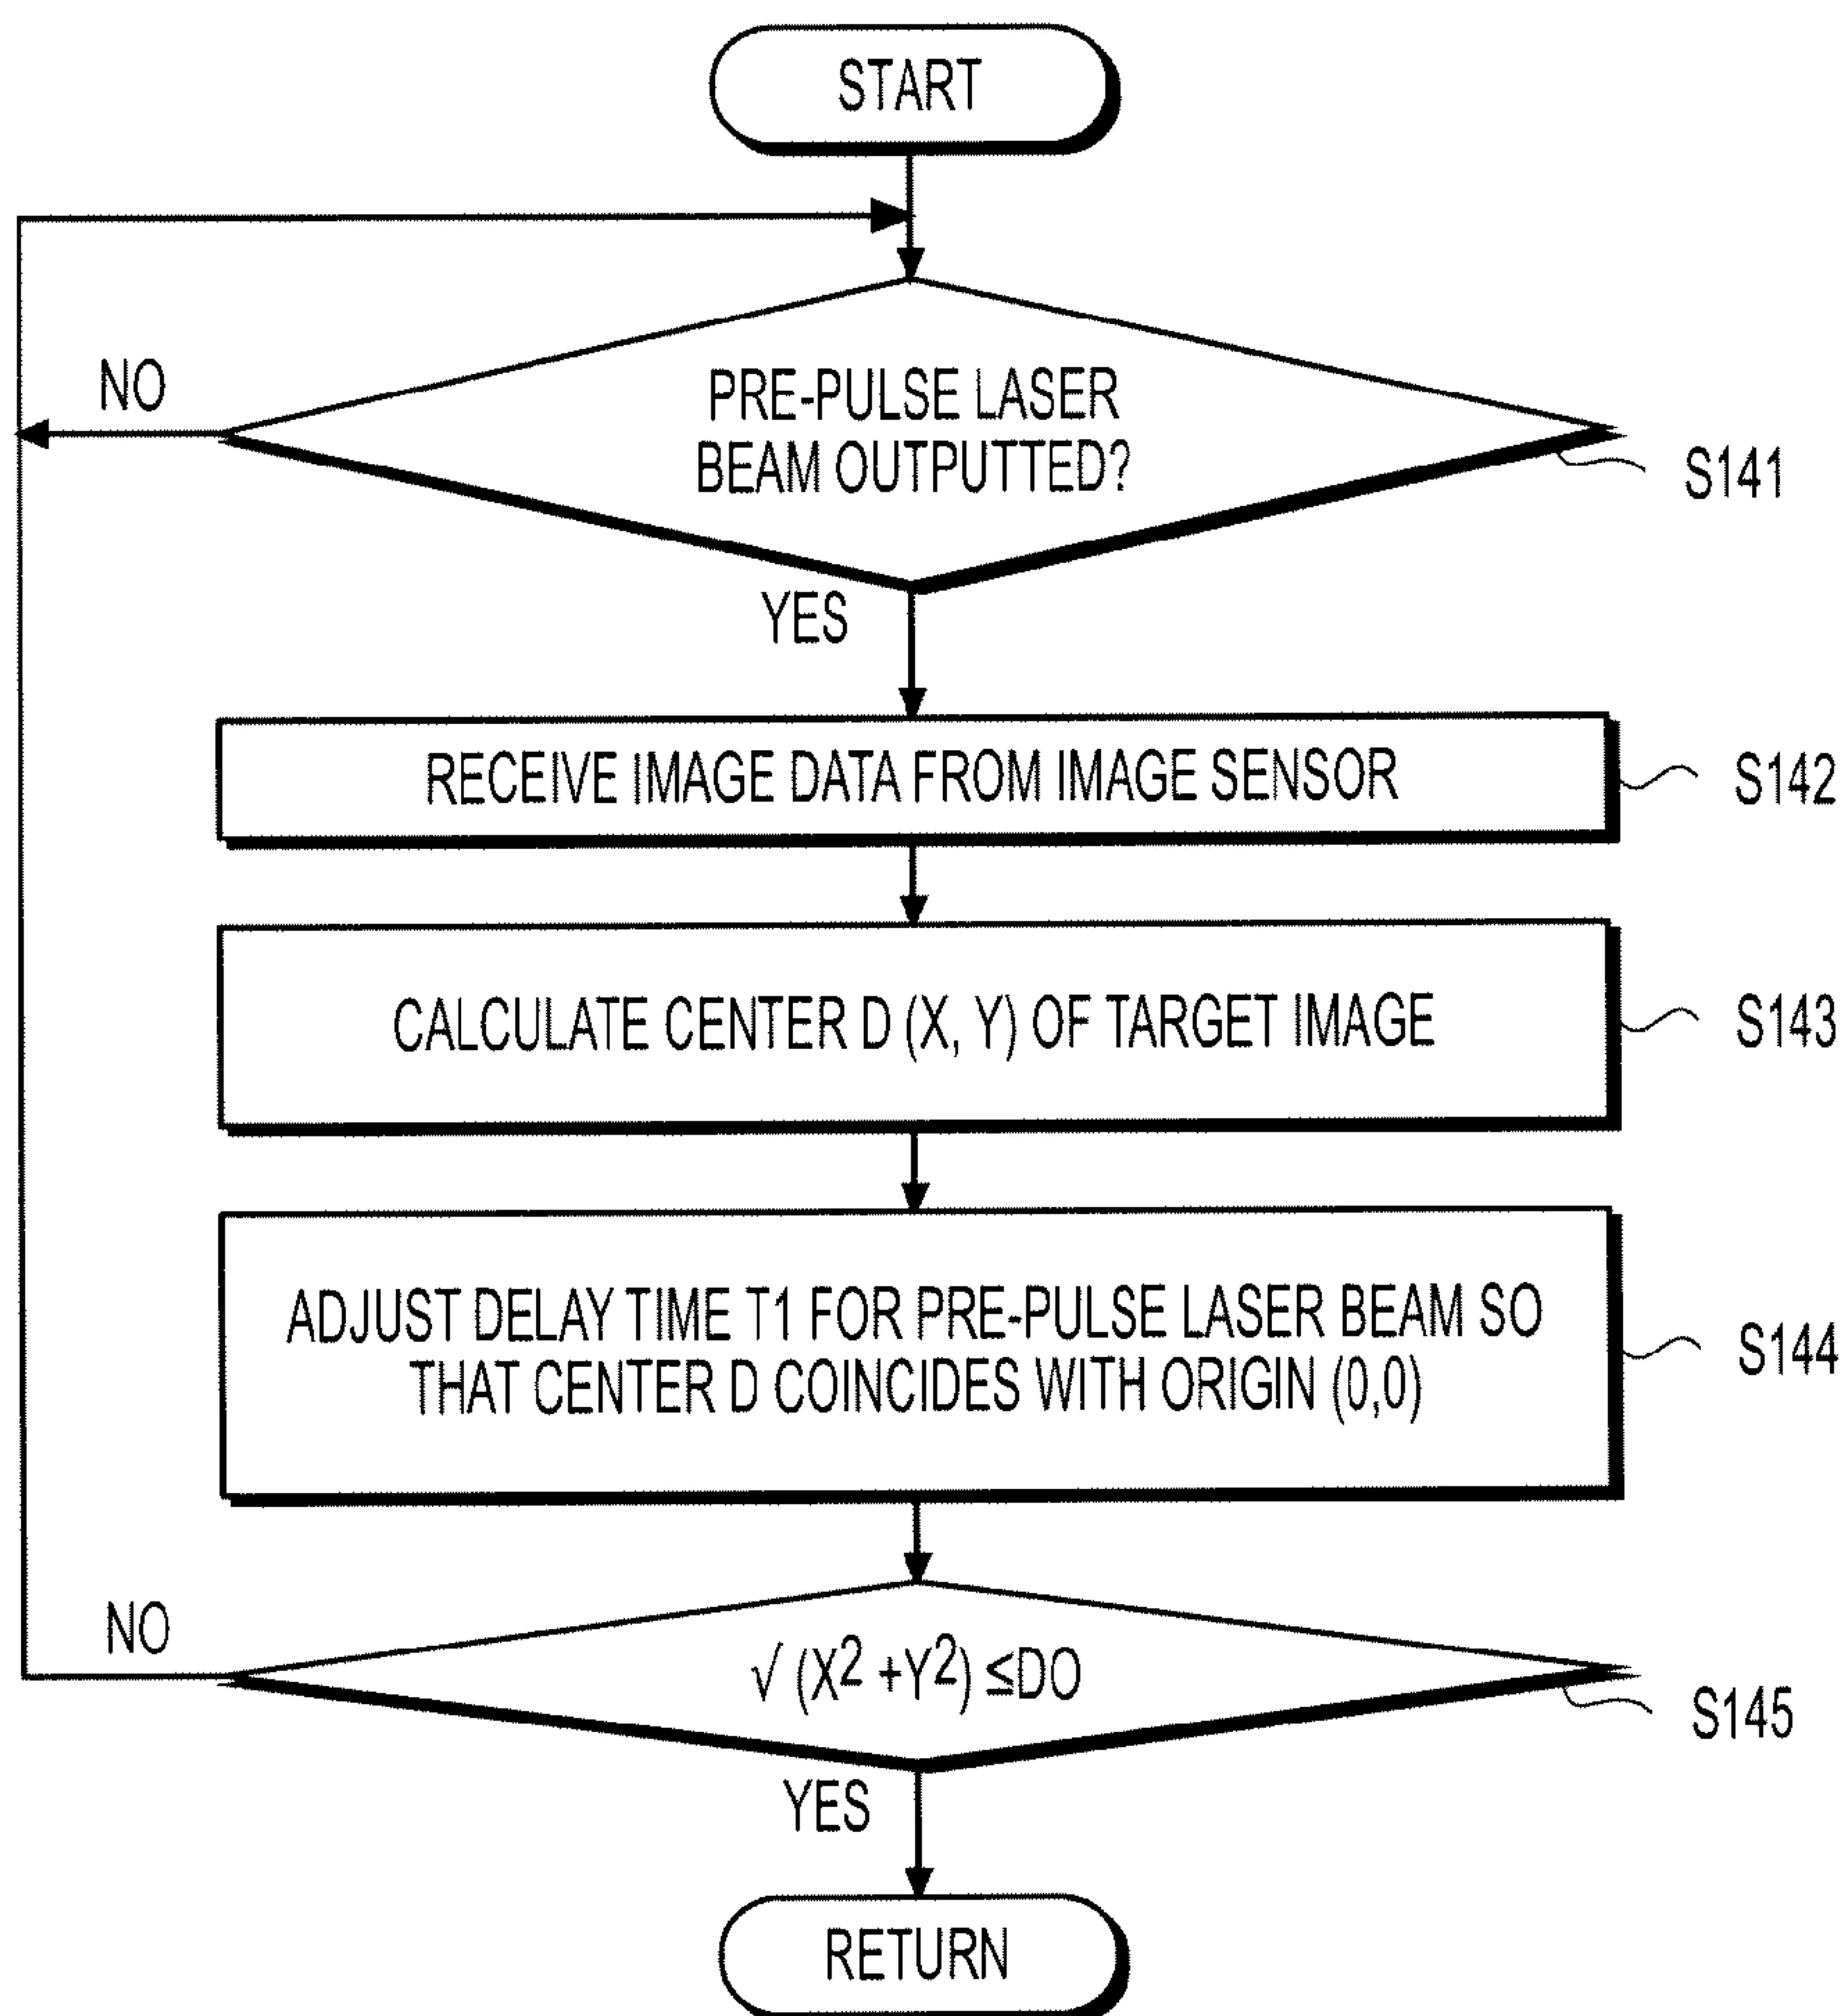 START
NO
PRE-PULSE LASER
BEAM OUTPUTTED?
S141
YES
RECEIVE IMAGE DATA FROM IMAGE SENSOR
S142
CALCULATE CENTER D (X, Y) OF TARGET IMAGE
S143
ADJUST DELAY TIME T1 FOR PRE-PULSE LASER BEAM SO
THAT CENTER D COINCIDES WITH ORIGIN (0,0)
S144
NO
√ (X² +Y²) ≤DO
S145
YES
RETURN